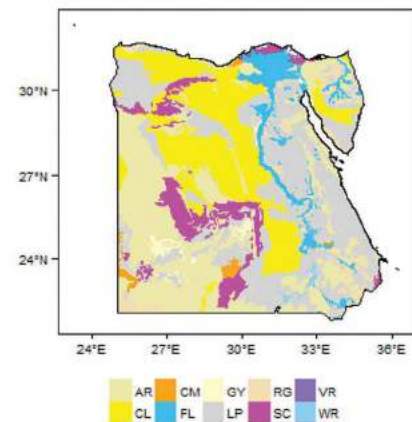 30°N
27°N
24°N
24°E 27°E 30°E 33°E 36°E
AR CM GY RG VR
CL FL LP SC WR